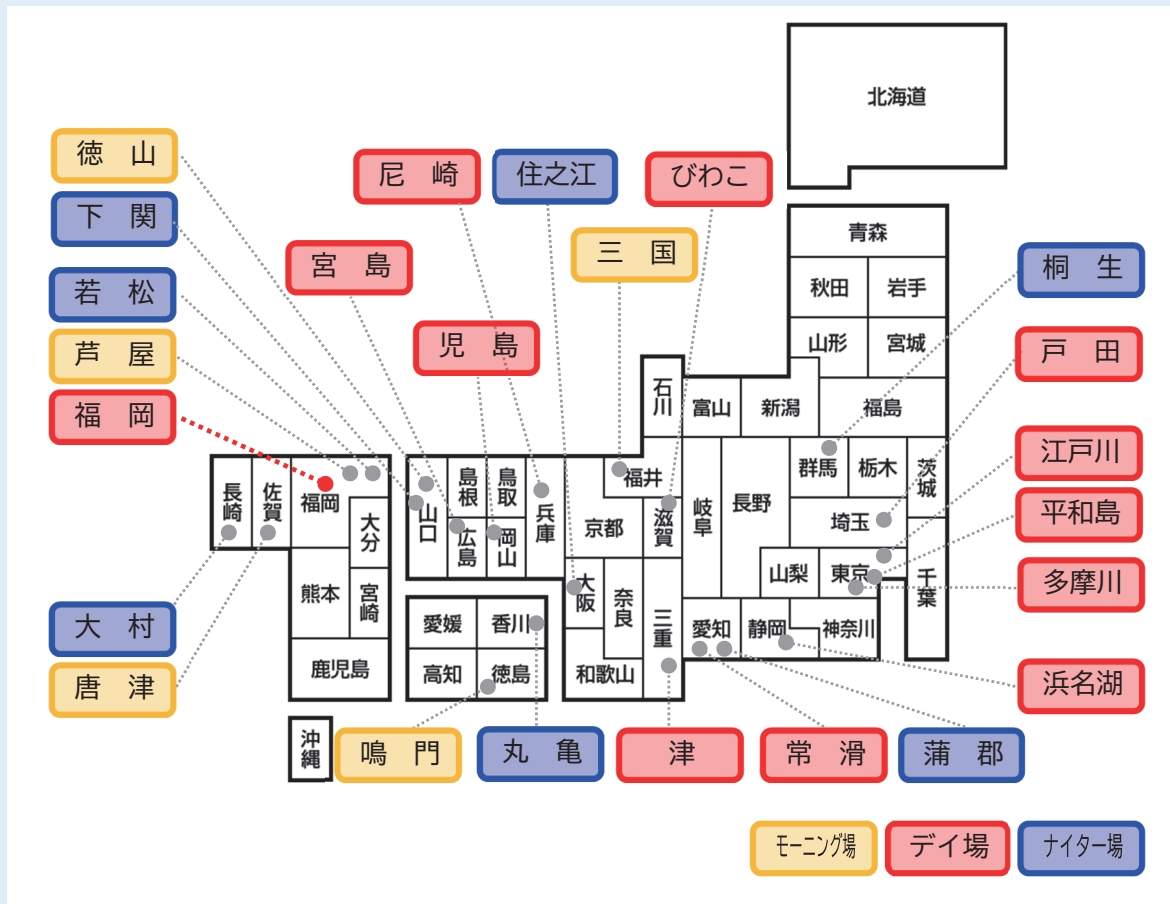 北海道
徳　山
下　関
若　松
芦　屋
福　岡
宮　島
尼　崎
住之江
びわこ
三　国
児　島
青森
秋田
岩手
山形
宮城
石川
富山
新潟
福島
桐　生
戸　田
江戸川
平和島
多摩川
浜名湖
長崎
佐賀
福岡
大分
熊本
宮崎
鹿児島
沖縄
山口
島根
鳥取
広島
岡山
兵庫
京都
福井
滋賀
岐阜
長野
群馬
栃木
茨城
埼玉
山梨
東京
千葉
大阪
奈良
三重
愛知
静岡
神奈川
和歌山
愛媛
香川
高知
徳島
大　村
唐　津
鳴　門
丸　亀
津
常　滑
蒲　郡
モーニング場
デイ場
ナイター場